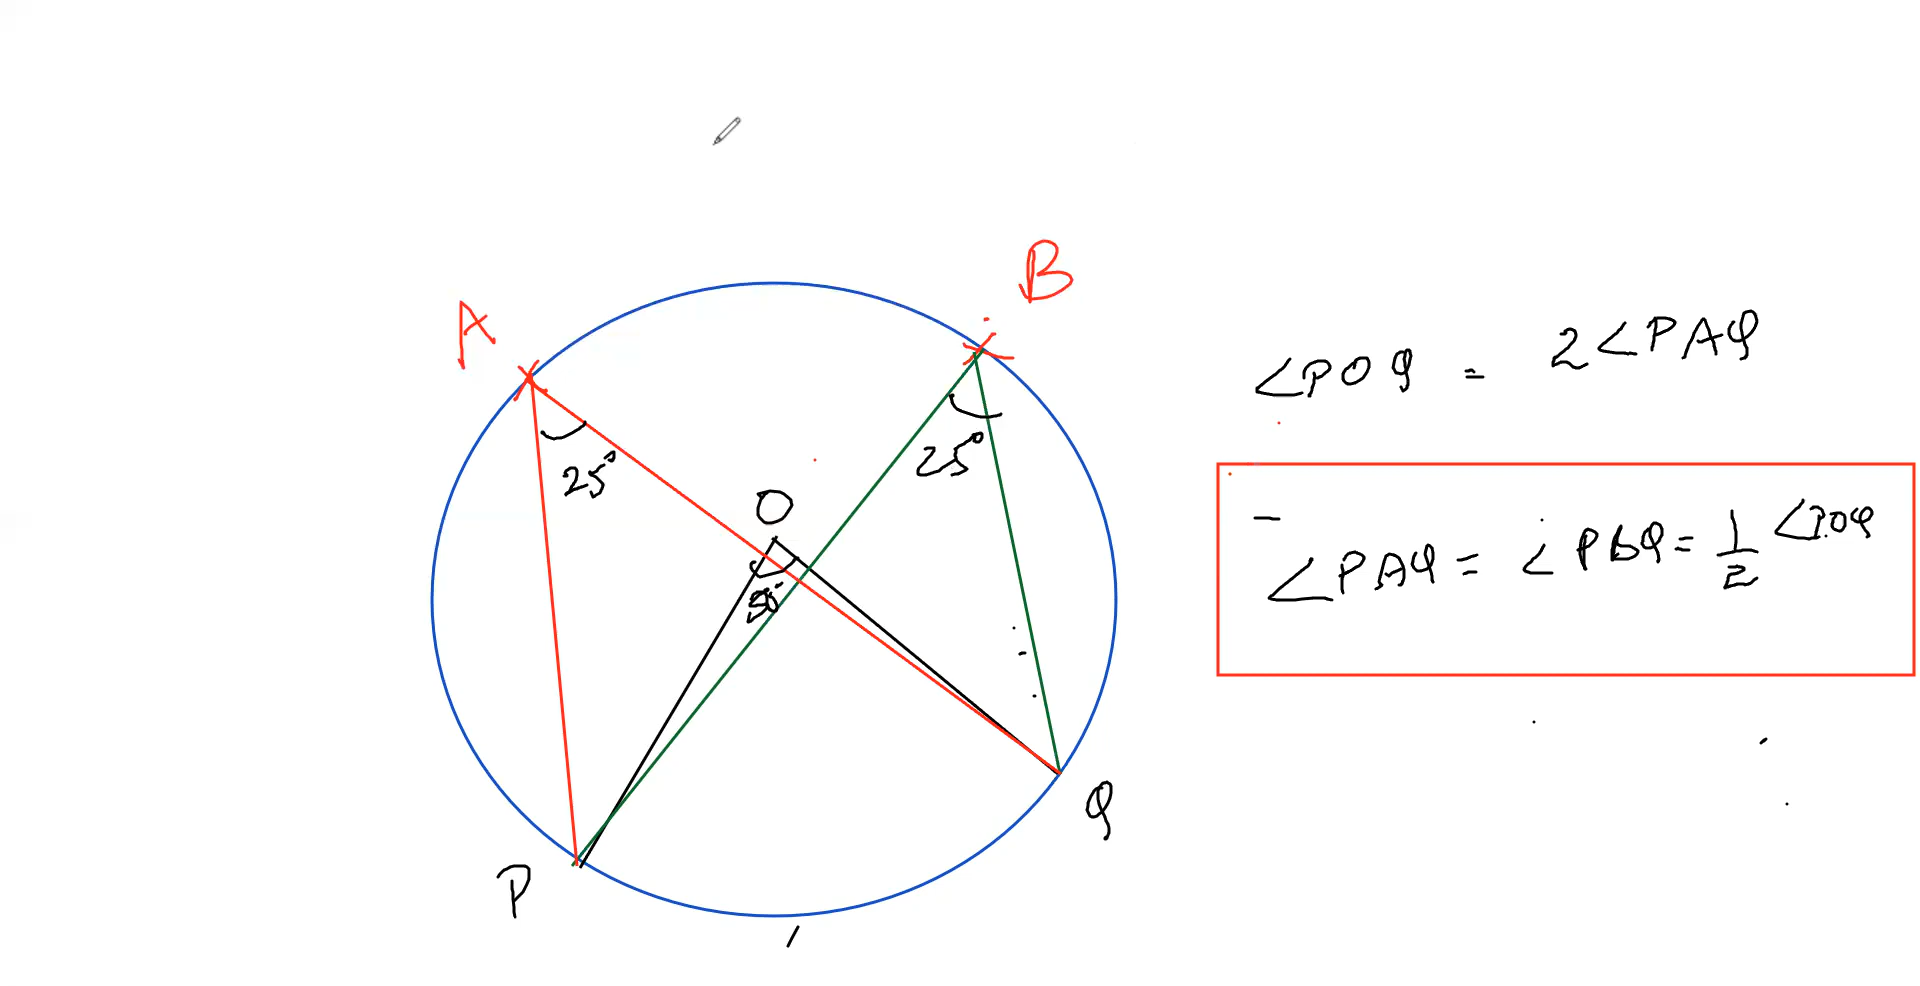 A
B
∠POQ = 2∠PAQ
25°
25°
O
50°
∠PAQ = ∠PBQ = 1/2 ∠POQ
P
Q